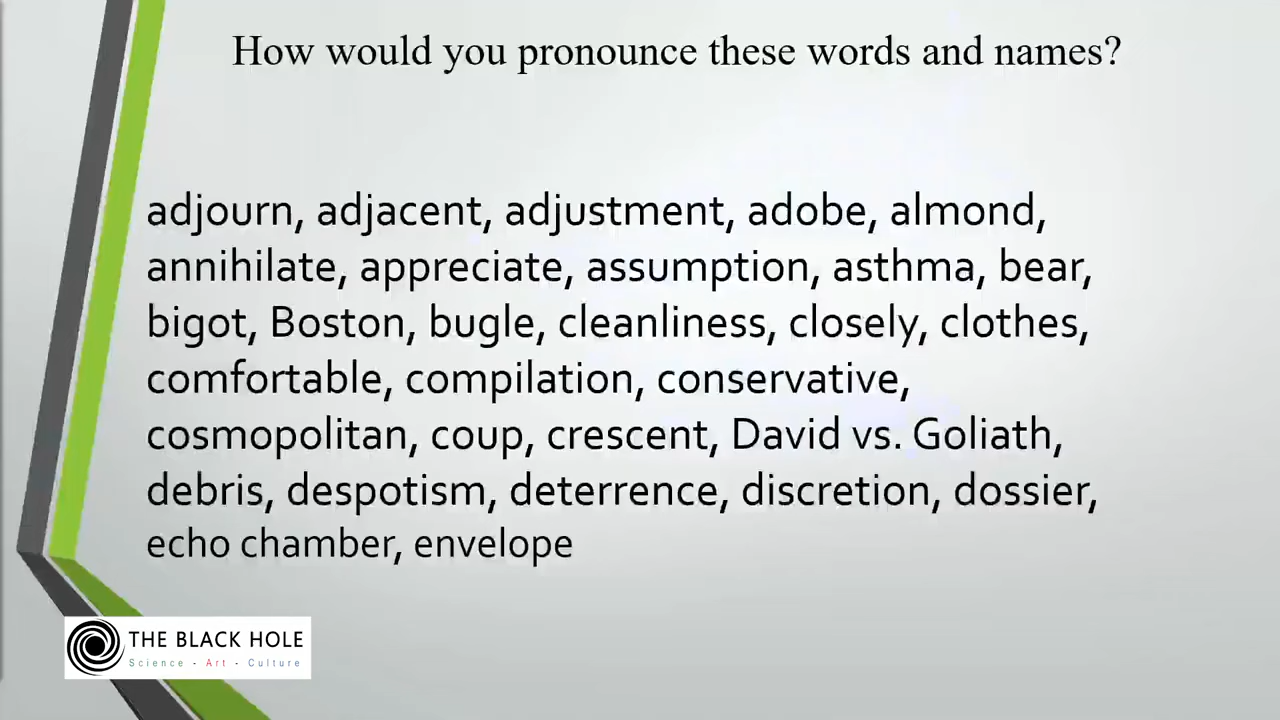 How would you pronounce these words and names?
adjourn, adjacent, adjustment, adobe, almond,
annihilate, appreciate, assumption, asthma, bear,
bigot, Boston, bugle, cleanliness, closely, clothes,
comfortable, compilation, conservative,
cosmopolitan, coup, crescent, David vs. Goliath,
debris, despotism, deterrence, discretion, dossier,
echo chamber, envelope
THE BLACK HOLE
Science - Art - Culture